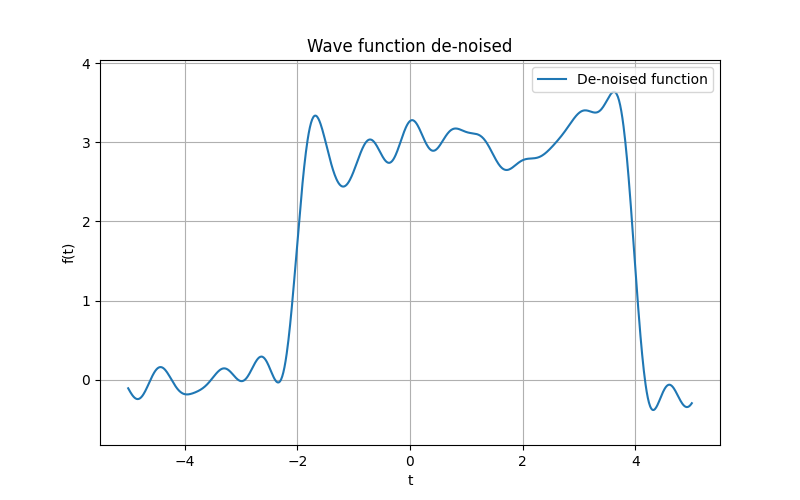 Wave function de-noised
De-noised function
f(t)
4
3
2
1
0
−4
−2
0
2
4
t